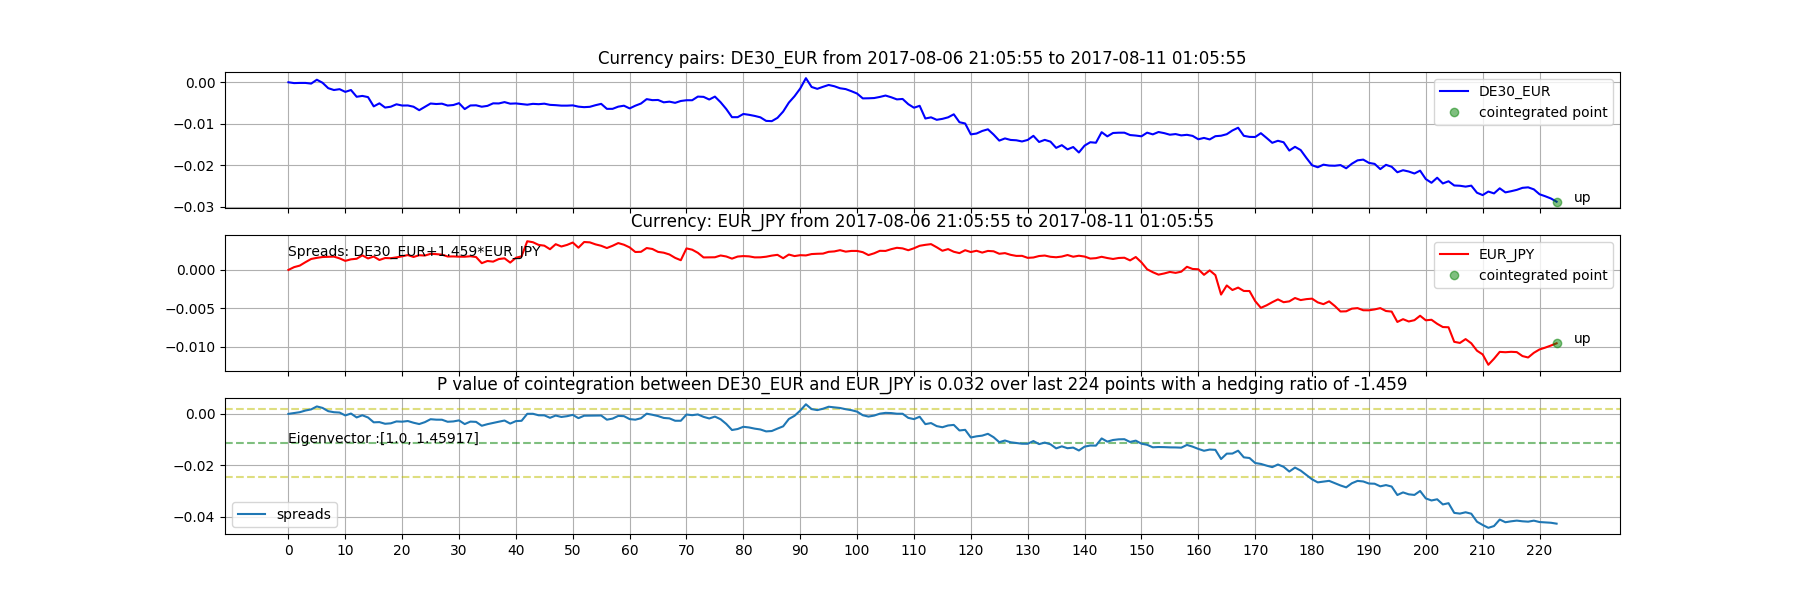 Currency pairs: DE30_EUR from 2017-08-06 21:05:55 to 2017-08-11 01:05:55
0.00
−0.01
−0.02
−0.03
DE30_EUR
cointegrated point
up
Currency: EUR_JPY from 2017-08-06 21:05:55 to 2017-08-11 01:05:55
Spreads: DE30_EUR+1.459*EUR_JPY
0.000
−0.005
−0.010
EUR_JPY
cointegrated point
up
P value of cointegration between DE30_EUR and EUR_JPY is 0.032 over last 224 points with a hedging ratio of -1.459
0.00
−0.02
−0.04
Eigenvector :[1.0, 1.45917]
spreads
0 10 20 30 40 50 60 70 80 90 100 110 120 130 140 150 160 170 180 190 200 210 220